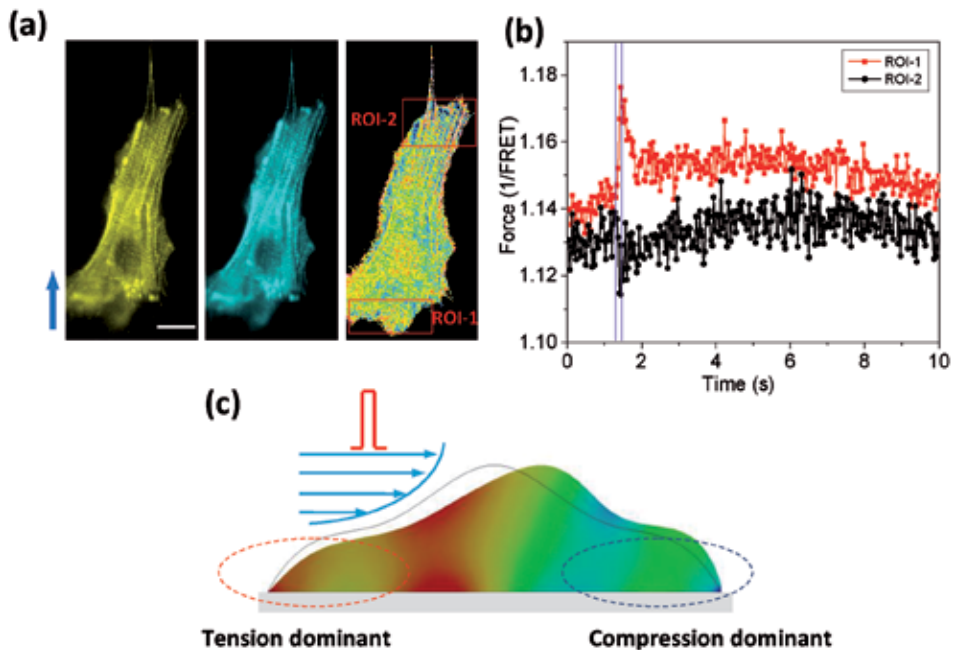 (a)
ROI-2
ROI-1
(b)
1.18
1.16
1.14
1.12
1.10
Force (1/FRET)
ROI-1
ROI-2
0
2
4
6
8
10
Time (s)
(c)
Tension dominant
Compression dominant